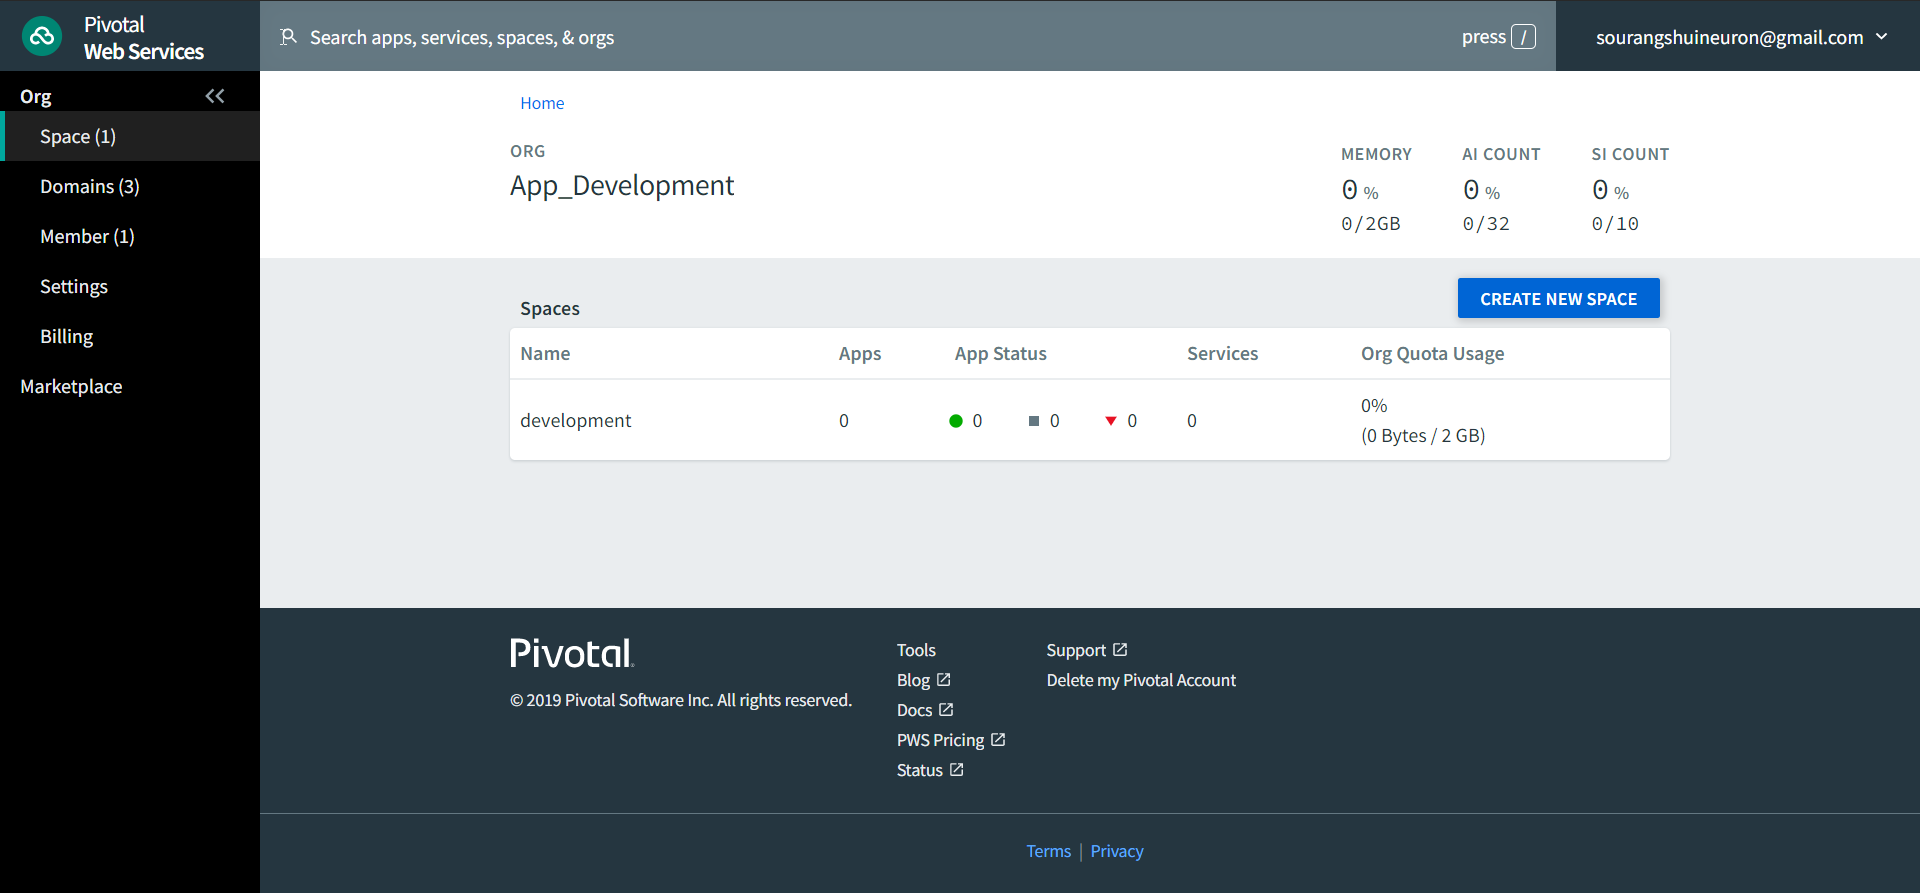 Pivotal
Web Services
Search apps, services, spaces, & orgs
press /
sourangshuineuron@gmail.com
Org
Space (1)
Domains (3)
Member (1)
Settings
Billing
Marketplace
Home
ORG
App_Development
MEMORY AI COUNT SI COUNT
0 % 0 % 0 %
0/2GB 0/32 0/10
Spaces
CREATE NEW SPACE
Name Apps App Status Services Org Quota Usage
development 0 0 0 0 0 0%
(0 Bytes / 2 GB)
Pivotal.
© 2019 Pivotal Software Inc. All rights reserved.
Tools
Blog
Docs
PWS Pricing
Status
Support
Delete my Pivotal Account
Terms | Privacy